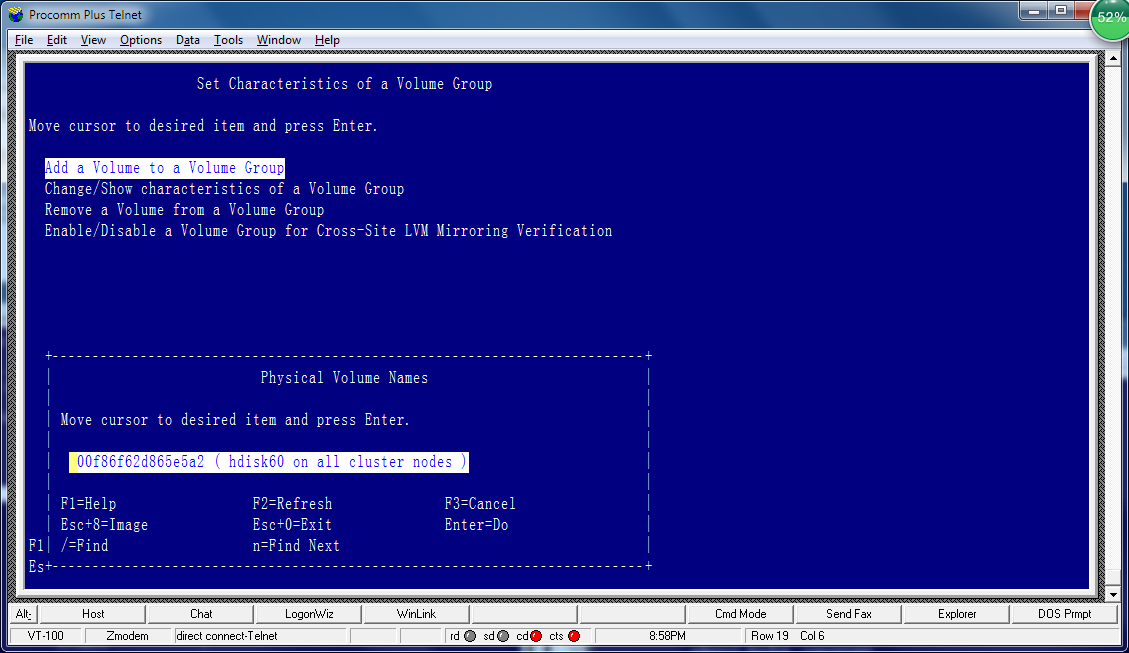 Procomm Plus Telnet
52%
File Edit View Options Data Tools Window Help
Set Characteristics of a Volume Group
Move cursor to desired item and press Enter.
Add a Volume to a Volume Group
Change/Show characteristics of a Volume Group
Remove a Volume from a Volume Group
Enable/Disable a Volume Group for Cross-Site LVM Mirroring Verification
+--------------------------------------------------------------------------+
| Physical Volume Names |
| |
| Move cursor to desired item and press Enter. |
| |
| 00f86f62d865e5a2 ( hdisk60 on all cluster nodes ) |
| |
| F1=Help F2=Refresh F3=Cancel |
| Esc+8=Image Esc+0=Exit Enter=Do |
F1| /=Find n=Find Next |
Es+--------------------------------------------------------------------------+
Alt- Host Chat LogonWiz WinLink Cmd Mode Send Fax Explorer DOS Prmpt
VT-100 Zmodem direct connect-Telnet rd sd cd cts 8:58PM Row 19 Col 6